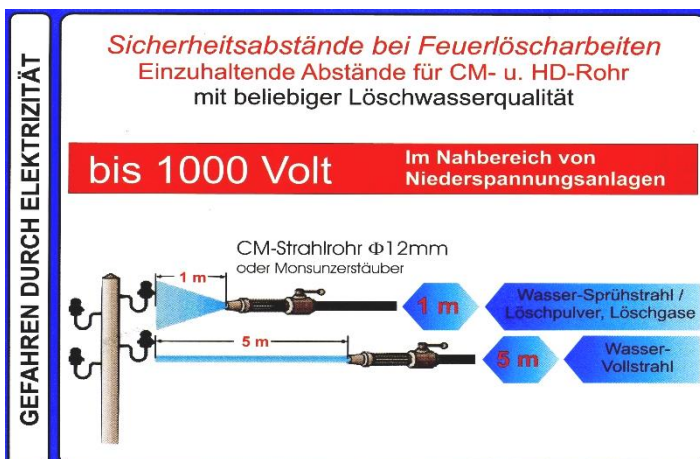 GEFAHREN DURCH ELEKTRIZITÄT
Sicherheitsabstände bei Feuerlöscharbeiten
Einzuhaltende Abstände für CM- u. HD-Rohr
mit beliebiger Löschwasserqualität
bis 1000 Volt
Im Nahbereich von
Niederspannungsanlagen
CM-Strahlrohr Φ12mm
oder Monsunzerstäuber
1 m
1 m
Wasser-Sprühstrahl /
Löschpulver, Löschgase
5 m
5 m
Wasser-
Vollstrahl